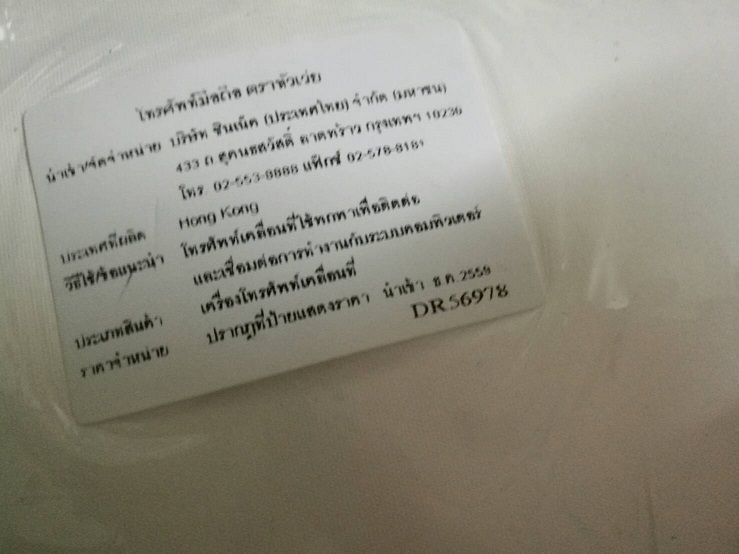 โทรศัพท์มือถือ ตราหัวเว่ย
นำเข้า/จัดจำหน่าย บริษัท ซินเน็ค (ประเทศไทย) จำกัด (มหาชน)
433 ถ.สุคนธสวัสดิ์ ลาดพร้าว กรุงเทพฯ 10230
โทร. 02-553-8888 แฟ็กซ์ 02-578-8181
ประเทศที่ผลิต Hong Kong
วิธีใช้/ข้อแนะนำ โทรศัพท์เคลื่อนที่ใช้พกพาเพื่อติดต่อ
และเชื่อมต่อการทำงานกับระบบคอมพิวเตอร์
ประเภทสินค้า เครื่องโทรศัพท์เคลื่อนที่
ราคาจำหน่าย ปรากฏที่ป้ายแสดงราคา นำเข้า ธ.ค.2559
DR56978